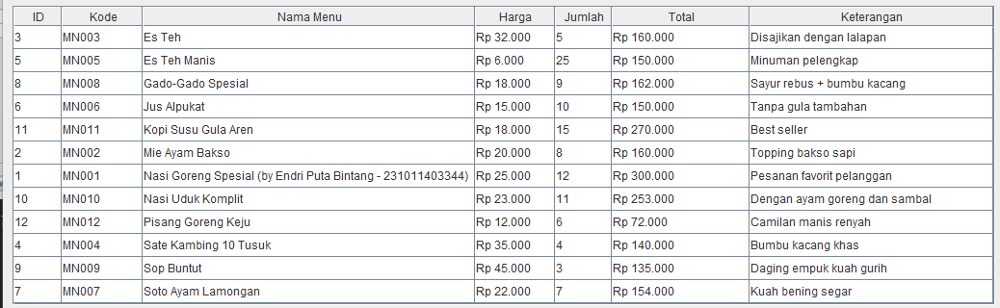 ID Kode Nama Menu Harga Jumlah Total Keterangan
3 MN003 Es Teh Rp 32.000 5 Rp 160.000 Disajikan dengan lalapan
5 MN005 Es Teh Manis Rp 6.000 25 Rp 150.000 Minuman pelengkap
8 MN008 Gado-Gado Spesial Rp 18.000 9 Rp 162.000 Sayur rebus + bumbu kacang
6 MN006 Jus Alpukat Rp 15.000 10 Rp 150.000 Tanpa gula tambahan
11 MN011 Kopi Susu Gula Aren Rp 18.000 15 Rp 270.000 Best seller
2 MN002 Mie Ayam Bakso Rp 20.000 8 Rp 160.000 Topping bakso sapi
1 MN001 Nasi Goreng Spesial (by Endri Puta Bintang - 231011403344) Rp 25.000 12 Rp 300.000 Pesanan favorit pelanggan
10 MN010 Nasi Uduk Komplit Rp 23.000 11 Rp 253.000 Dengan ayam goreng dan sambal
12 MN012 Pisang Goreng Keju Rp 12.000 6 Rp 72.000 Camilan manis renyah
4 MN004 Sate Kambing 10 Tusuk Rp 35.000 4 Rp 140.000 Bumbu kacang khas
9 MN009 Sop Buntut Rp 45.000 3 Rp 135.000 Daging empuk kuah gurih
7 MN007 Soto Ayam Lamongan Rp 22.000 7 Rp 154.000 Kuah bening segar